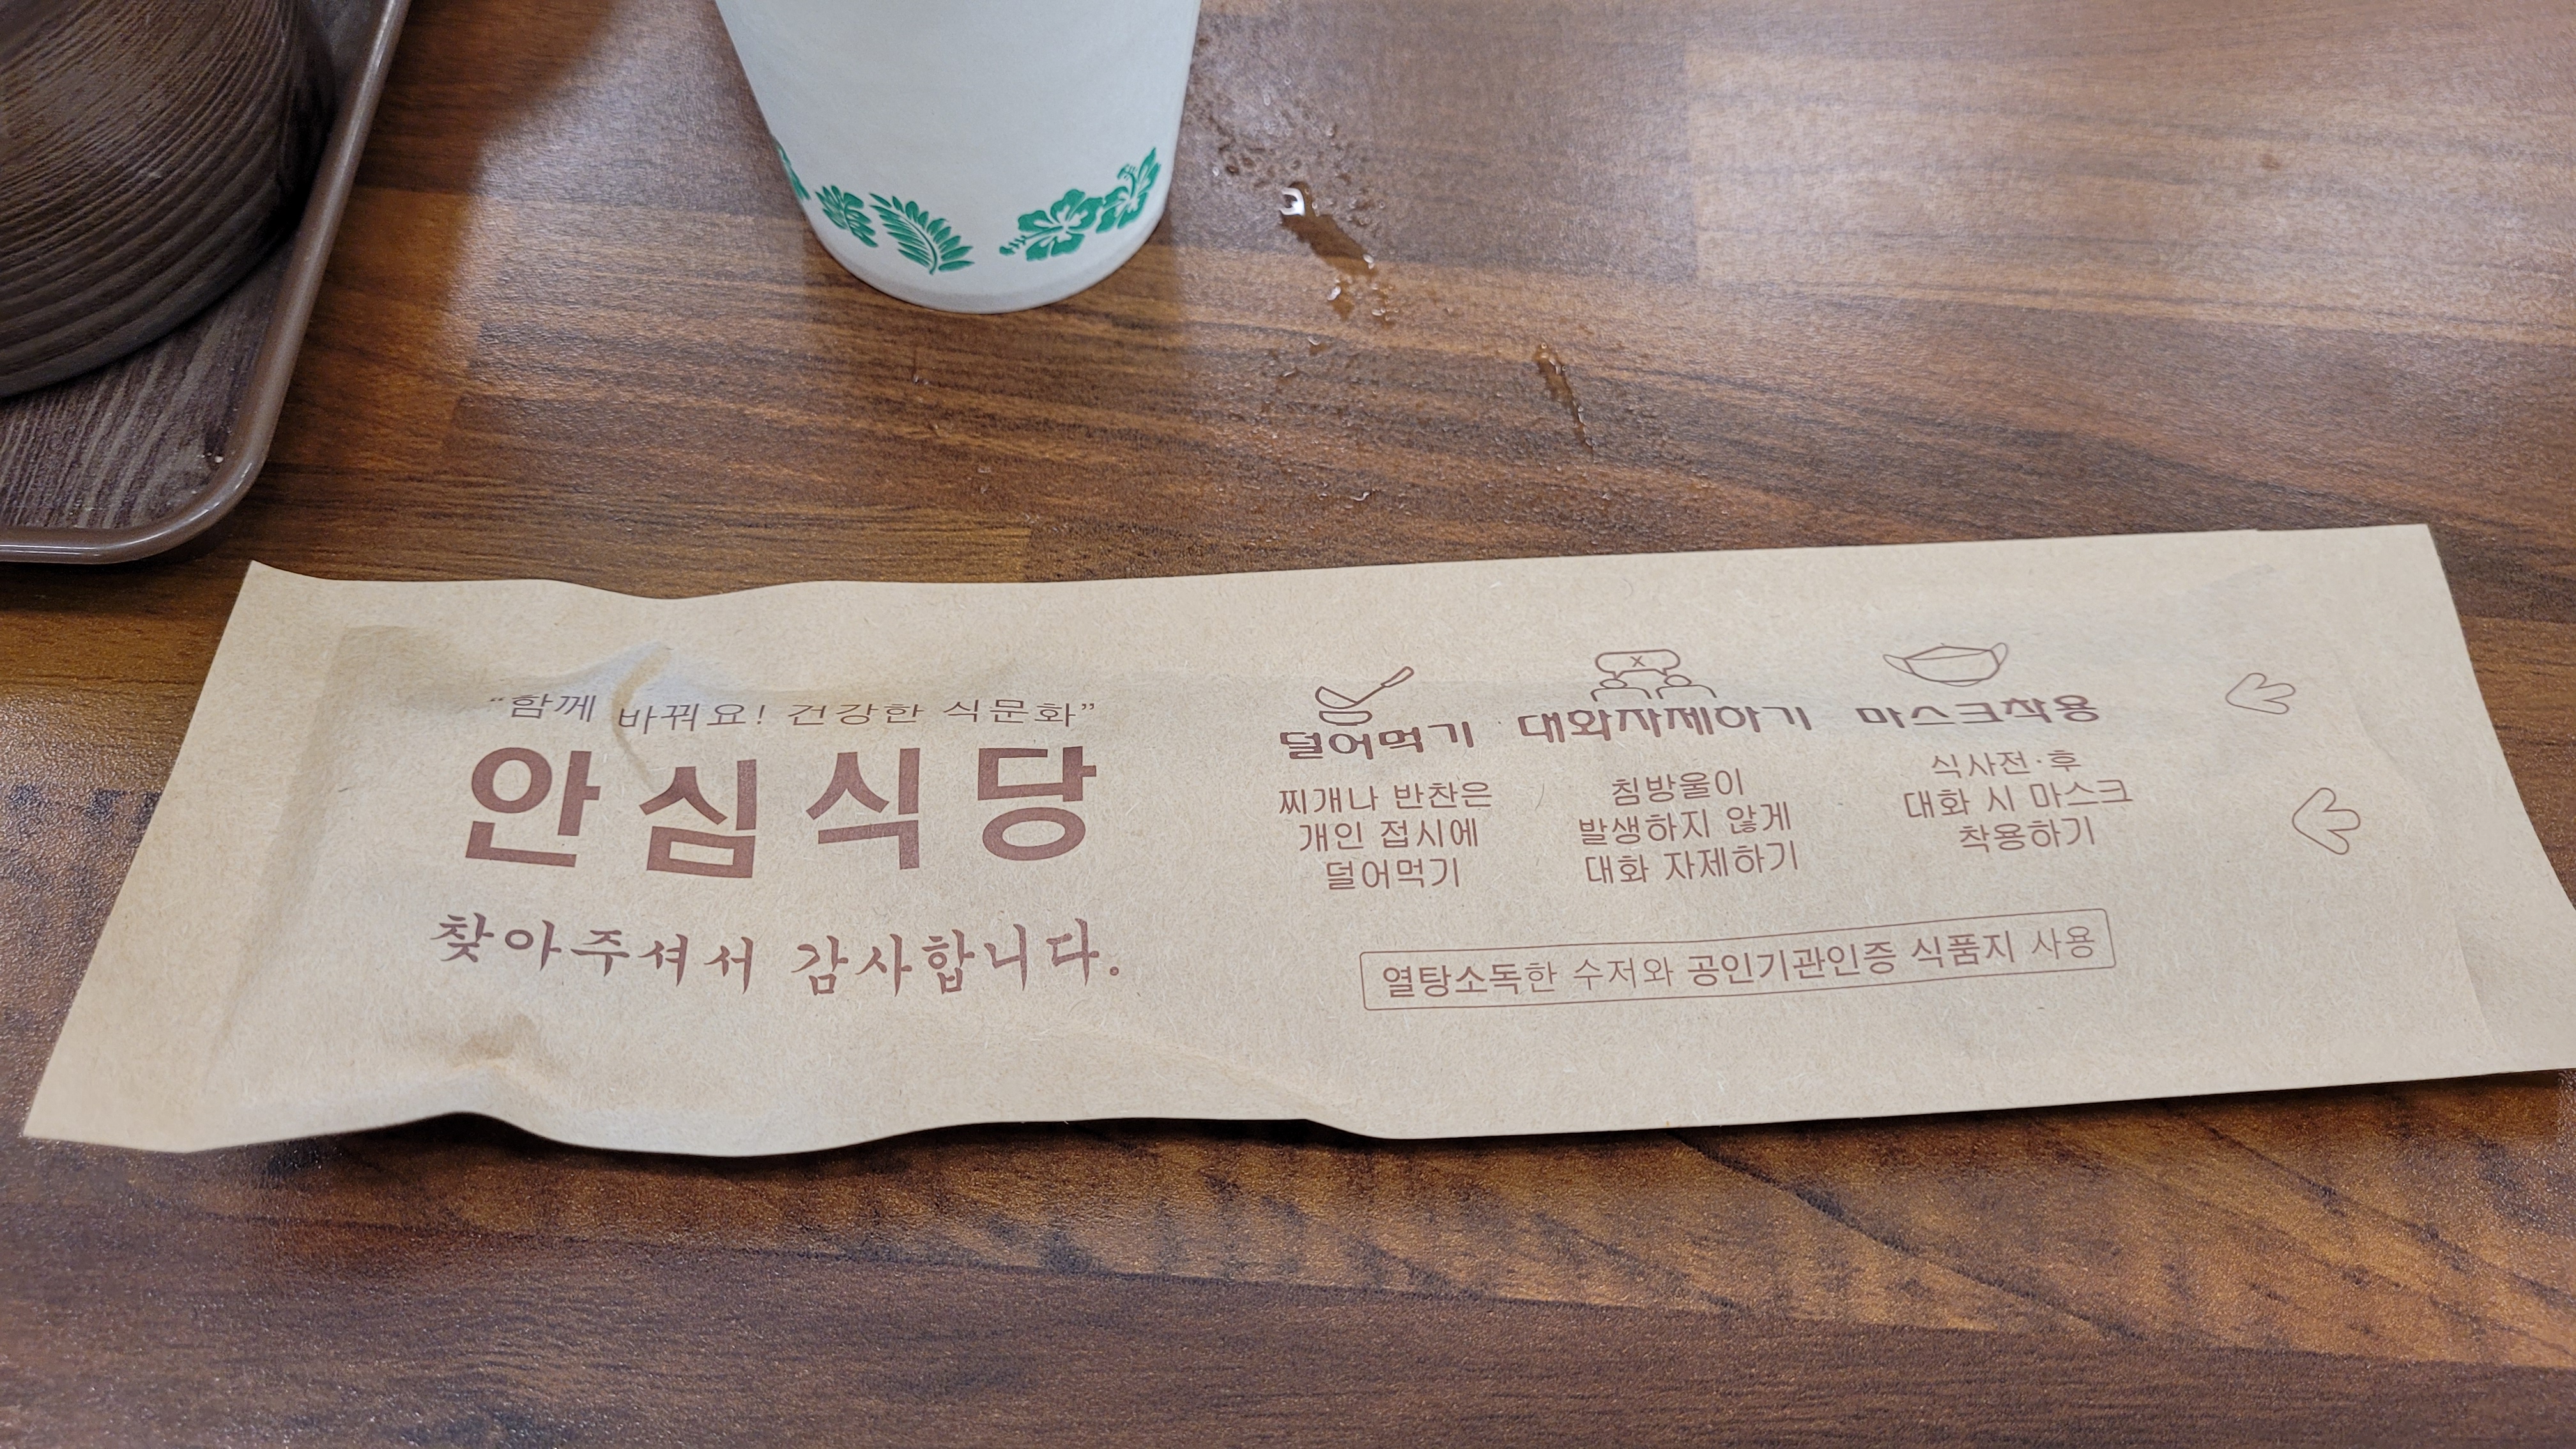 “함께 바꿔요! 건강한 식문화”
안심식당
찾아주셔서 감사합니다.
덜어먹기
찌개나 반찬은
개인 접시에
덜어먹기
대화자제하기
침방울이
발생하지 않게
대화 자제하기
마스크착용
식사전·후
대화 시 마스크
착용하기
열탕소독한 수저와 공인기관인증 식품지 사용